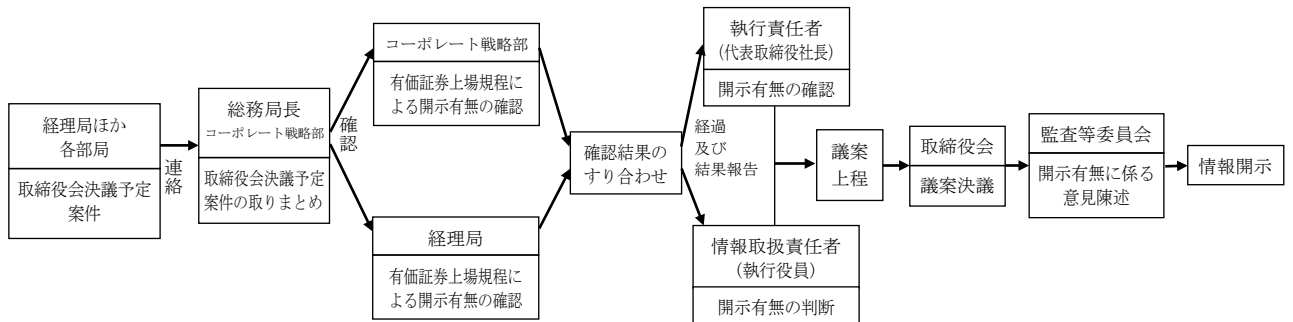 経理局ほか
各部局
取締役会決議予定
案件
連絡
総務局長
コーポレート戦略部
取締役会決議予定
案件の取りまとめ
確認
コーポレート戦略部
有価証券上場規程に
よる開示有無の確認
経理局
有価証券上場規程に
よる開示有無の確認
確認結果の
すり合わせ
経過
及び
結果報告
執行責任者
(代表取締役社長)
開示有無の確認
情報取扱責任者
(執行役員)
開示有無の判断
議案
上程
取締役会
議案決議
監査等委員会
開示有無に係る
意見陳述
情報開示